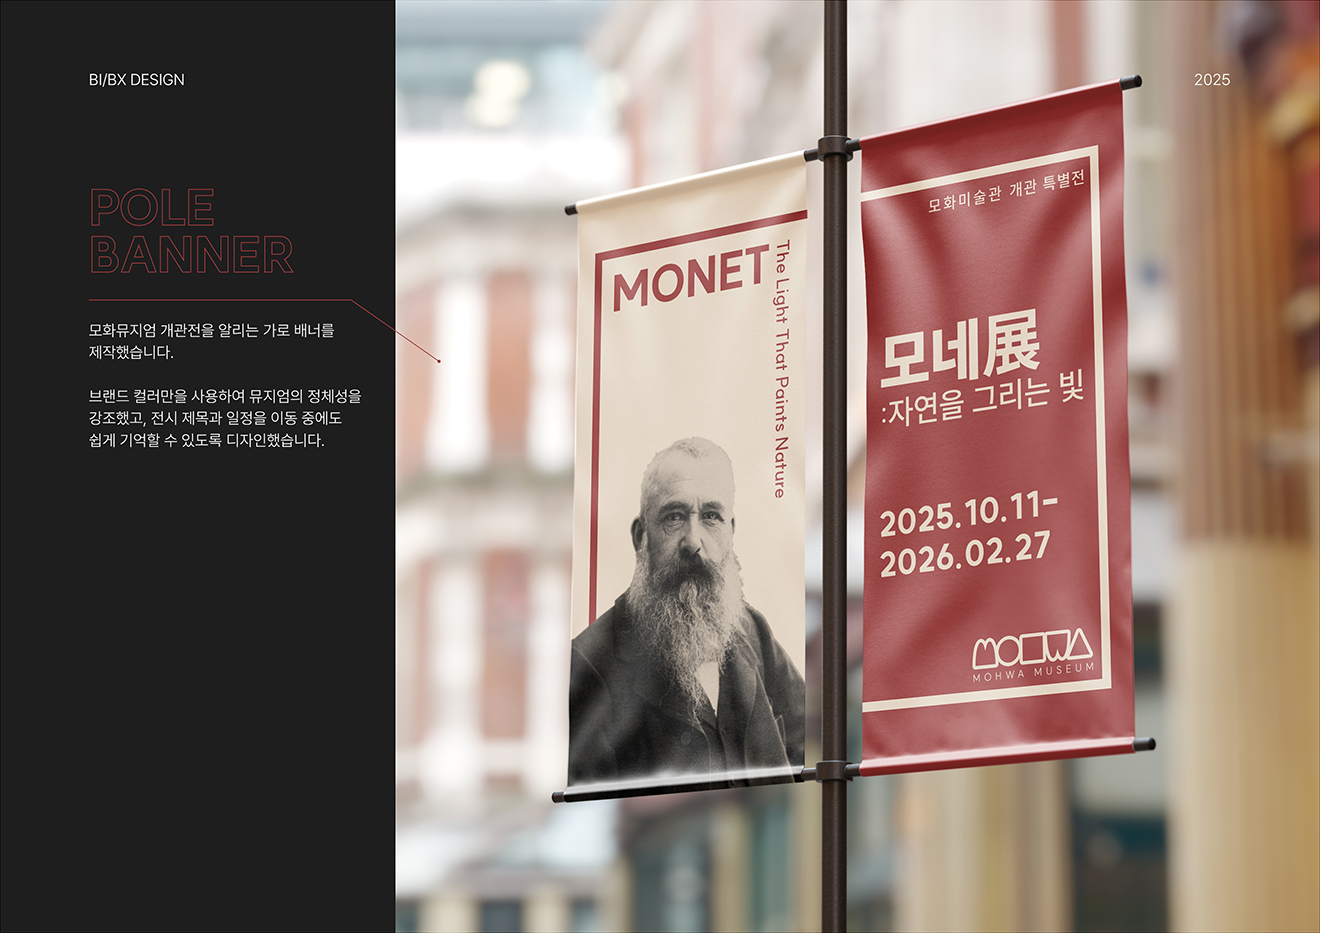 BI/BX DESIGN
2025
POLE
BANNER
모화뮤지엄 개관전을 알리는 가로 배너를
제작했습니다.
브랜드 컬러만을 사용하여 뮤지엄의 정체성을
강조했고, 전시 제목과 일정을 이동 중에도
쉽게 기억할 수 있도록 디자인했습니다.
MONET
The Light That Paints Nature
모화미술관 개관 특별전
모네展
:자연을 그리는 빛
2025.10.11-
2026.02.27
MOHWA
MOHWA MUSEUM